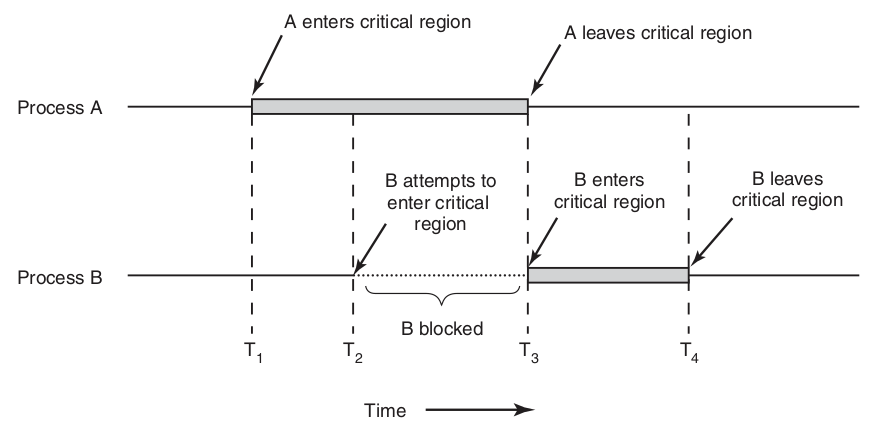 A enters critical region
A leaves critical region
Process A
B attempts to
enter critical
region
B enters
critical region
B leaves
critical region
Process B
B blocked
T1
T2
T3
T4
Time